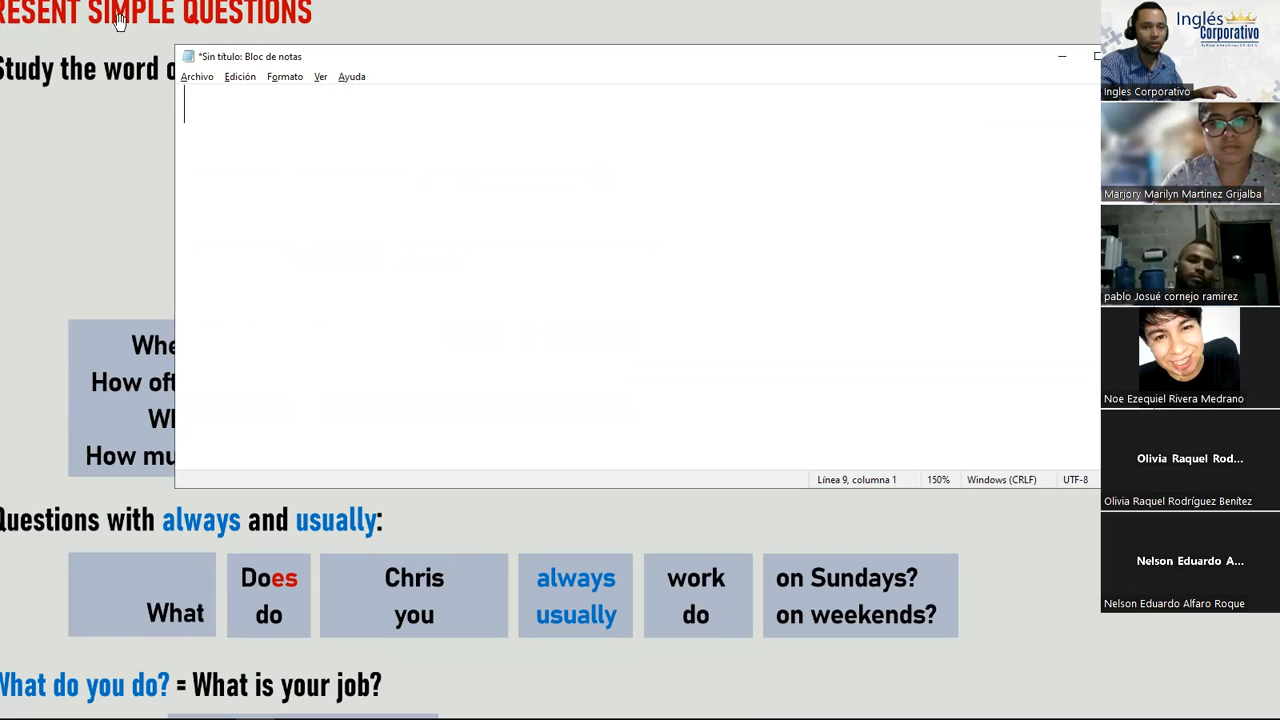 RESENT SIMPLE QUESTIONS
Study the word o
*Sin título: Bloc de notas
Archivo Edición Formato Ver Ayuda
Whe
How oft
Wh
How mu
Línea 9, columna 1 150% Windows (CRLF) UTF-8
Questions with always and usually:
Does Chris always work on Sundays?
What do you usually do on weekends?
What do you do? = What is your job?
Inglés
Corporativo
Ingles Corporativo
Marjory Marilyn Martinez Grijalba
pablo Josué cornejo ramirez
Noe Ezequiel Rivera Medrano
Olivia Raquel Rod...
Olivia Raquel Rodríguez Benítez
Nelson Eduardo A...
Nelson Eduardo Alfaro Roque